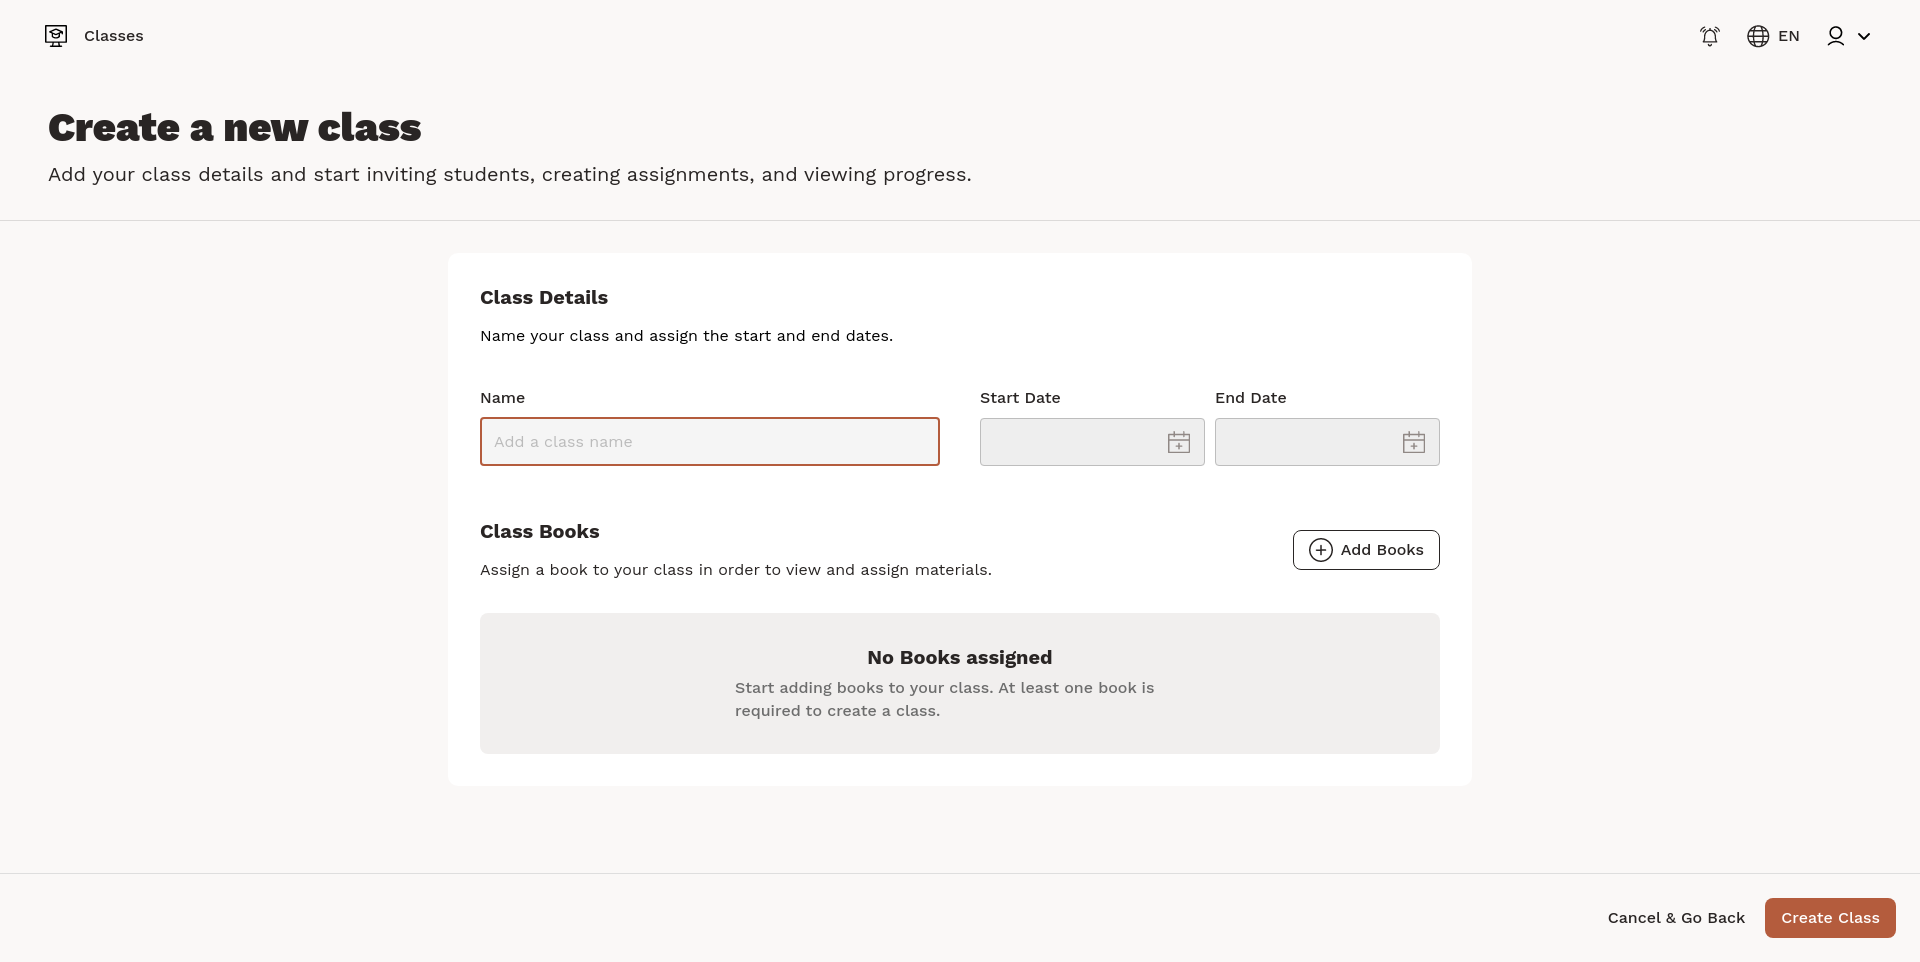 Classes
EN
Create a new class
Add your class details and start inviting students, creating assignments, and viewing progress.
Class Details
Name your class and assign the start and end dates.
Name
Start Date
End Date
Add a class name
Class Books
Add Books
Assign a book to your class in order to view and assign materials.
No Books assigned
Start adding books to your class. At least one book is
required to create a class.
Cancel & Go Back
Create Class